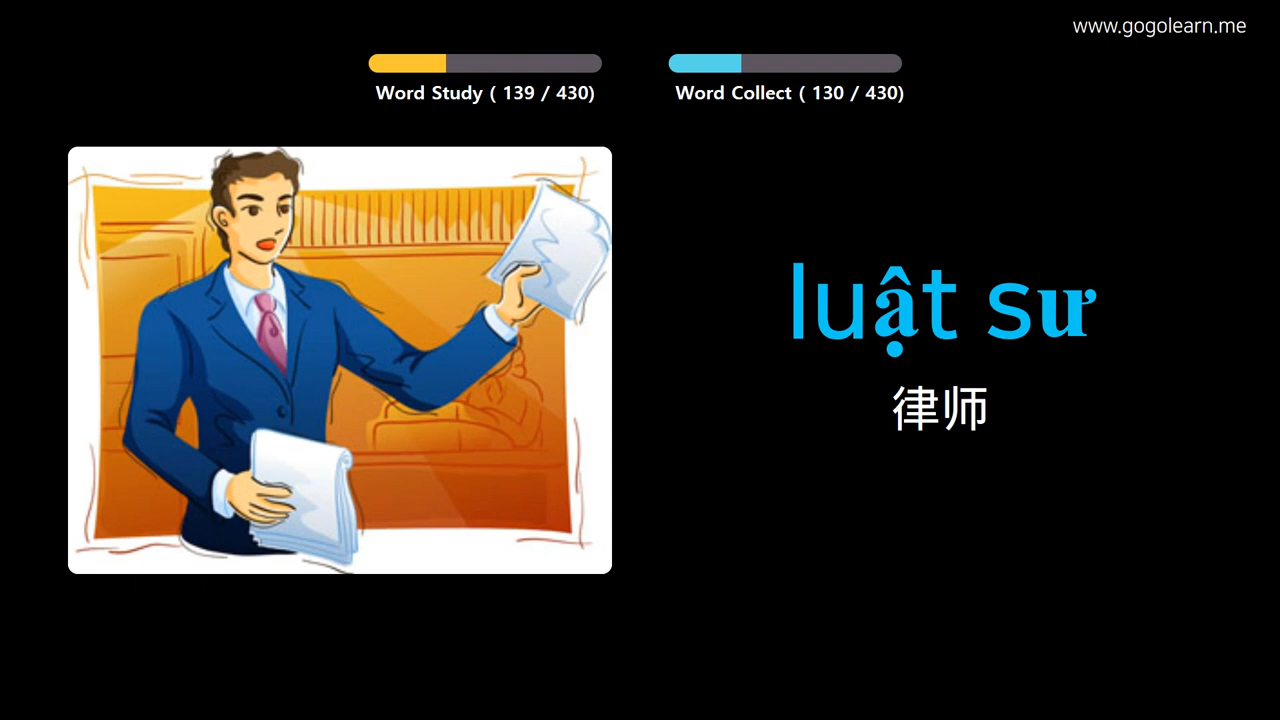 www.gogolearn.me
Word Study ( 139 / 430)
Word Collect ( 130 / 430)
luật sư
律师